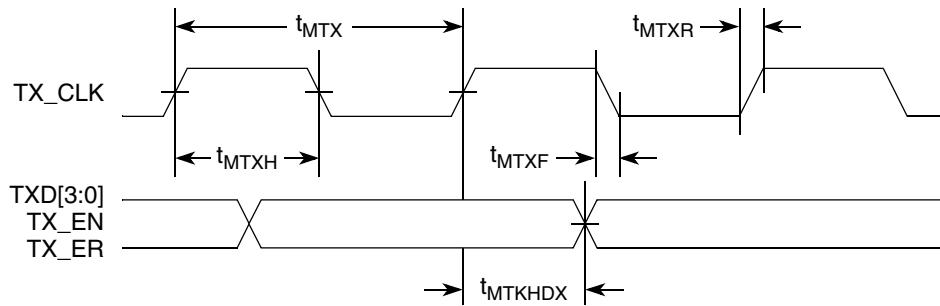 tMTX
tMTXR
TX_CLK
tMTXH
tMTXF
TXD[3:0]
TX_EN
TX_ER
tMTKHDX